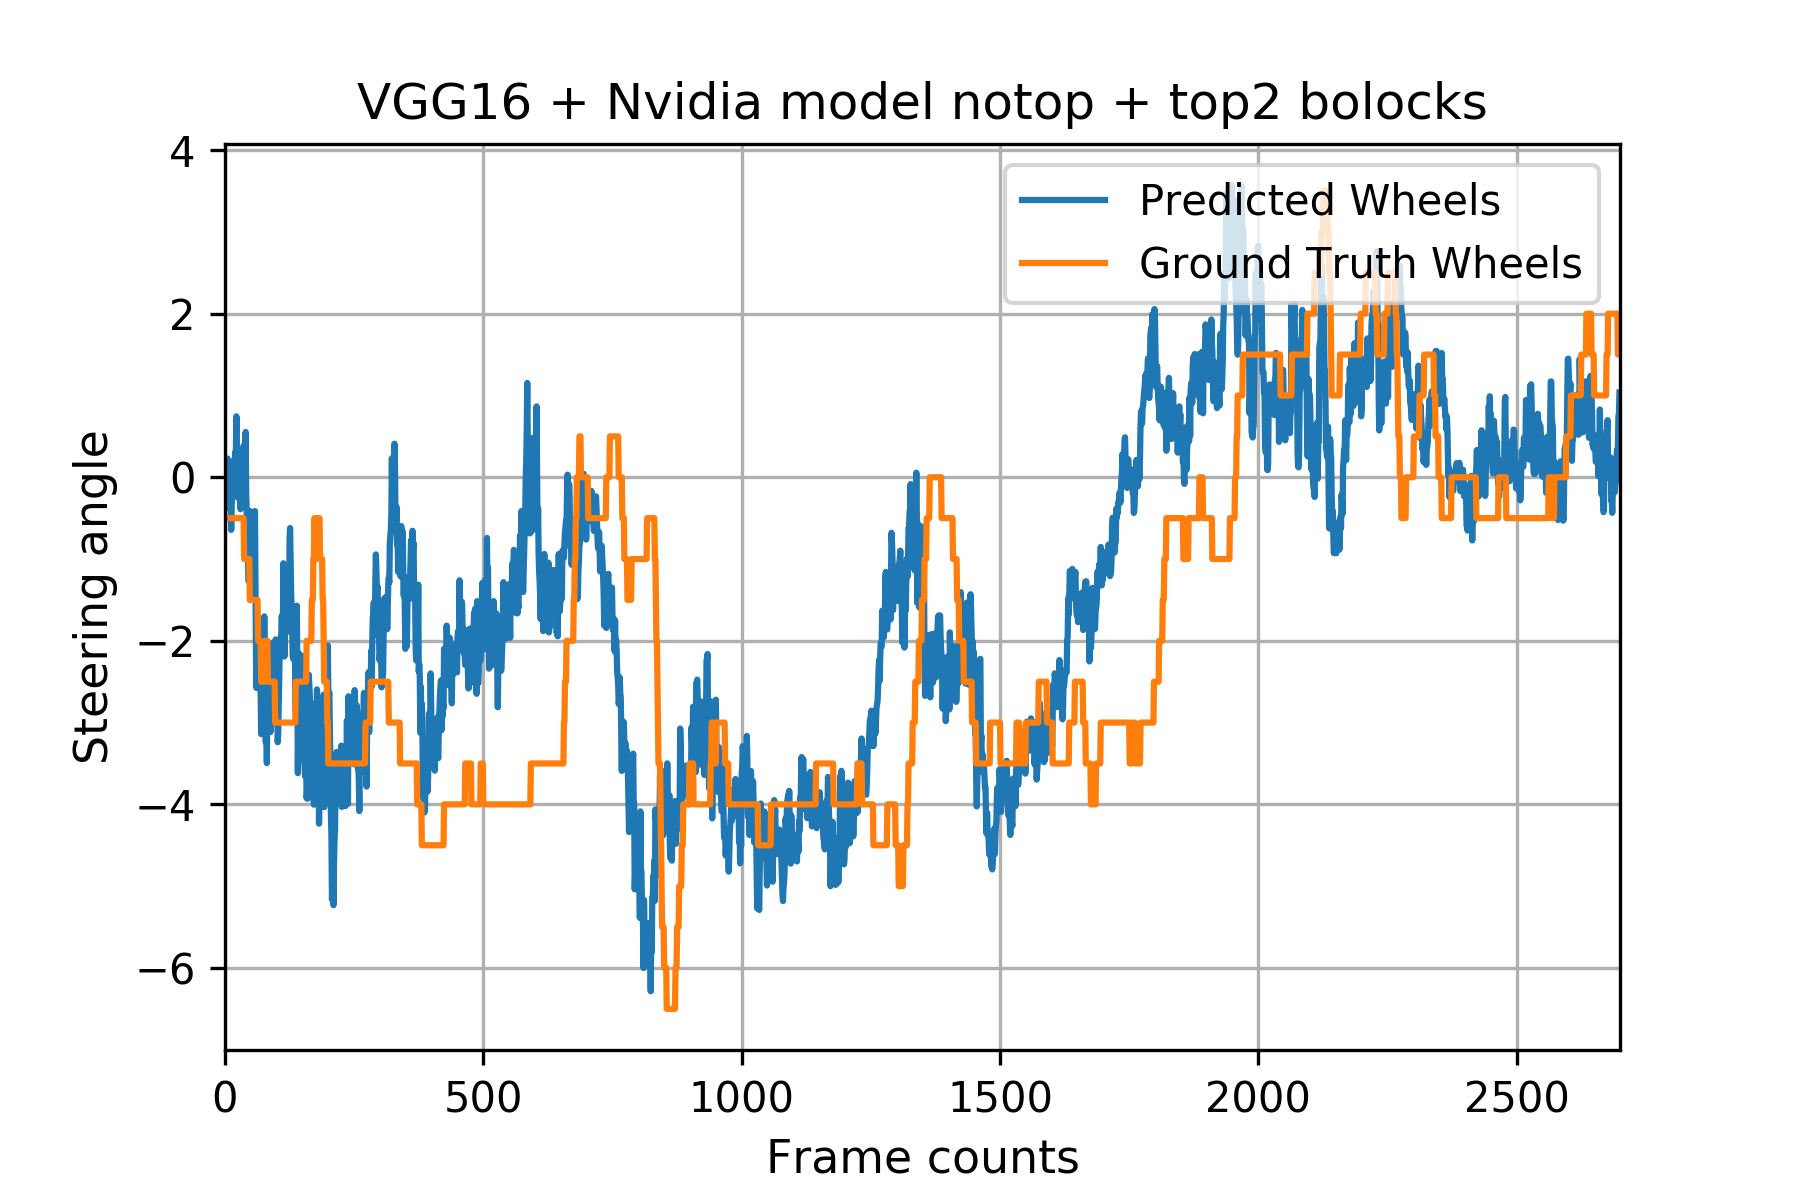 VGG16 + Nvidia model notop + top2 bolocks
Predicted Wheels
Ground Truth Wheels
Steering angle
4
2
0
−2
−4
−6
0 500 1000 1500 2000 2500
Frame counts